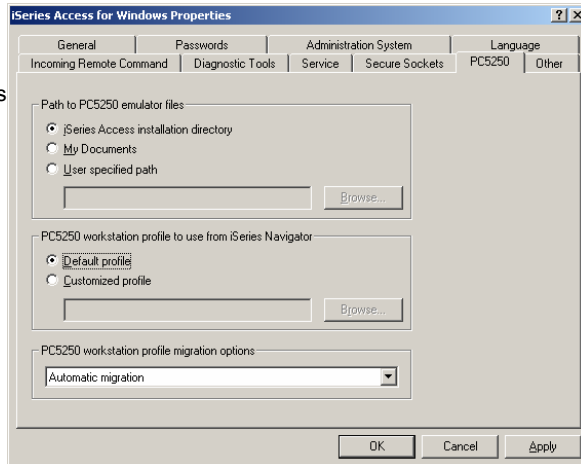 iSeries Access for Windows Properties
General Passwords Administration System Language
Incoming Remote Command Diagnostic Tools Service Secure Sockets PC5250 Other
s
Path to PC5250 emulator files
iSeries Access installation directory
My Documents
User specified path
Browse...
PC5250 workstation profile to use from iSeries Navigator
Default profile
Customized profile
Browse...
PC5250 workstation profile migration options
Automatic migration
OK Cancel Apply